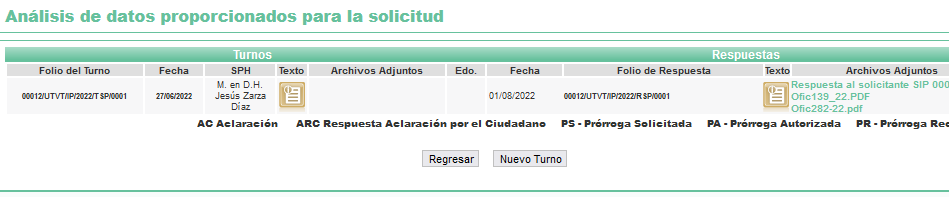 Análisis de datos proporcionados para la solicitud
Turnos Respuestas
Folio del Turno Fecha SPH Texto Archivos Adjuntos Edo. Fecha Folio de Respuesta Texto Archivos Adjuntos
00012/UTVT/IP/2022/TSP/0001 27/06/2022 M. en D.H. Jesús Zarza Díaz 01/08/2022 00012/UTVT/IP/2022/RSP/0001 Respuesta al solicitante SIP 000
Ofic139_22.PDF
Ofic282-22.pdf
AC Aclaración ARC Respuesta Aclaración por el Ciudadano PS - Prórroga Solicitada PA - Prórroga Autorizada PR - Prórroga Rec
Regresar Nuevo Turno